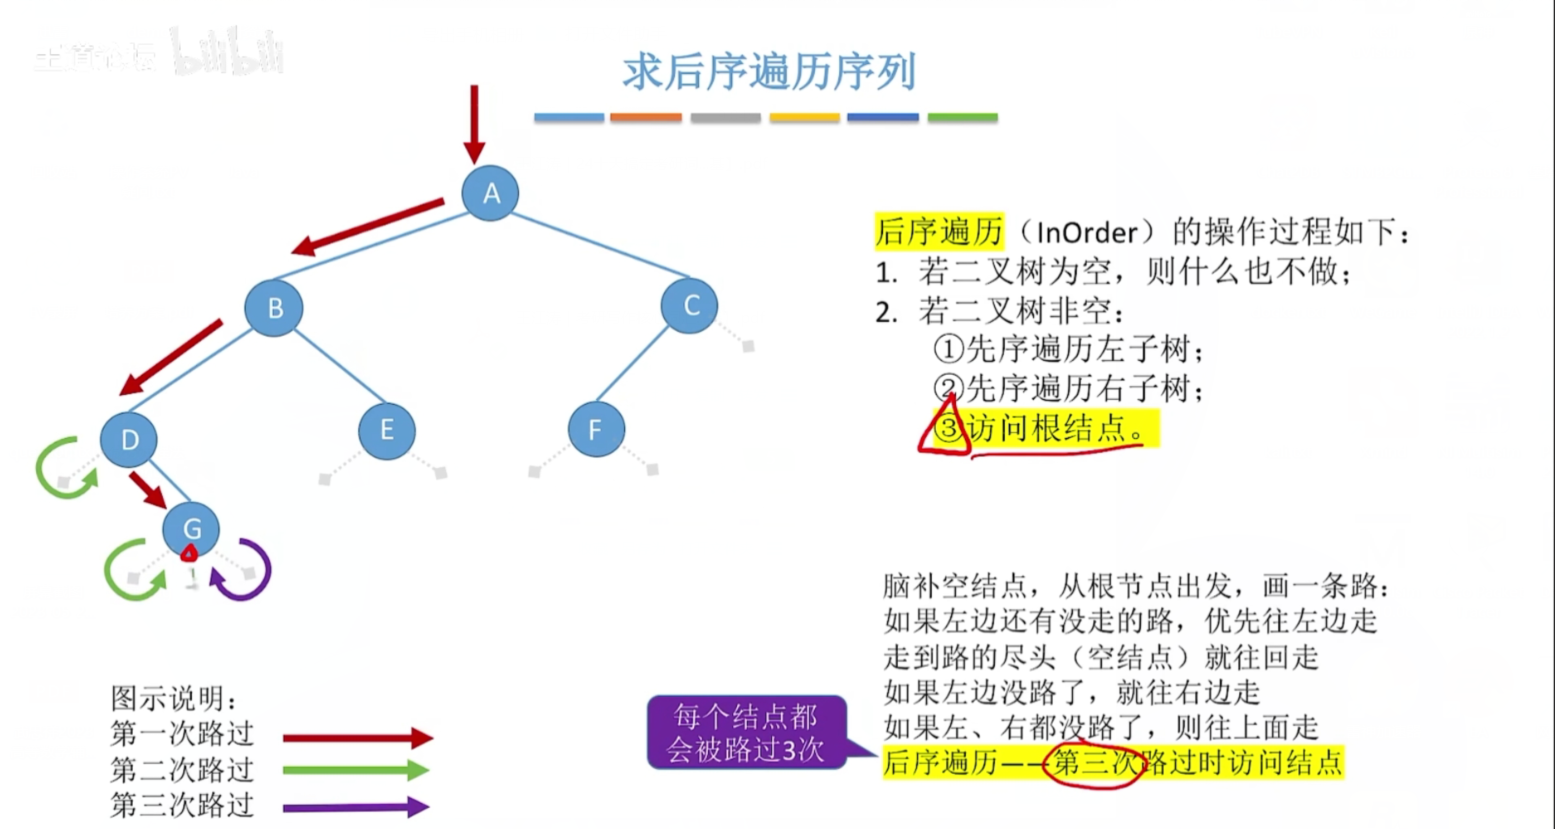 王道论坛 bilibili
求后序遍历序列
A
B
C
D
E
F
G
1
后序遍历（InOrder）的操作过程如下：
1. 若二叉树为空，则什么也不做；
2. 若二叉树非空：
①先序遍历左子树；
②先序遍历右子树；
③访问根结点。
脑补空结点，从根节点出发，画一条路：
如果左边还有没走的路，优先往左边走
走到路的尽头（空结点）就往回走
如果左边没路了，就往右边走
如果左、右都没路了，则往上面走
后序遍历——第三次路过时访问结点
每个结点都
会被路过3次
图示说明：
第一次路过
第二次路过
第三次路过